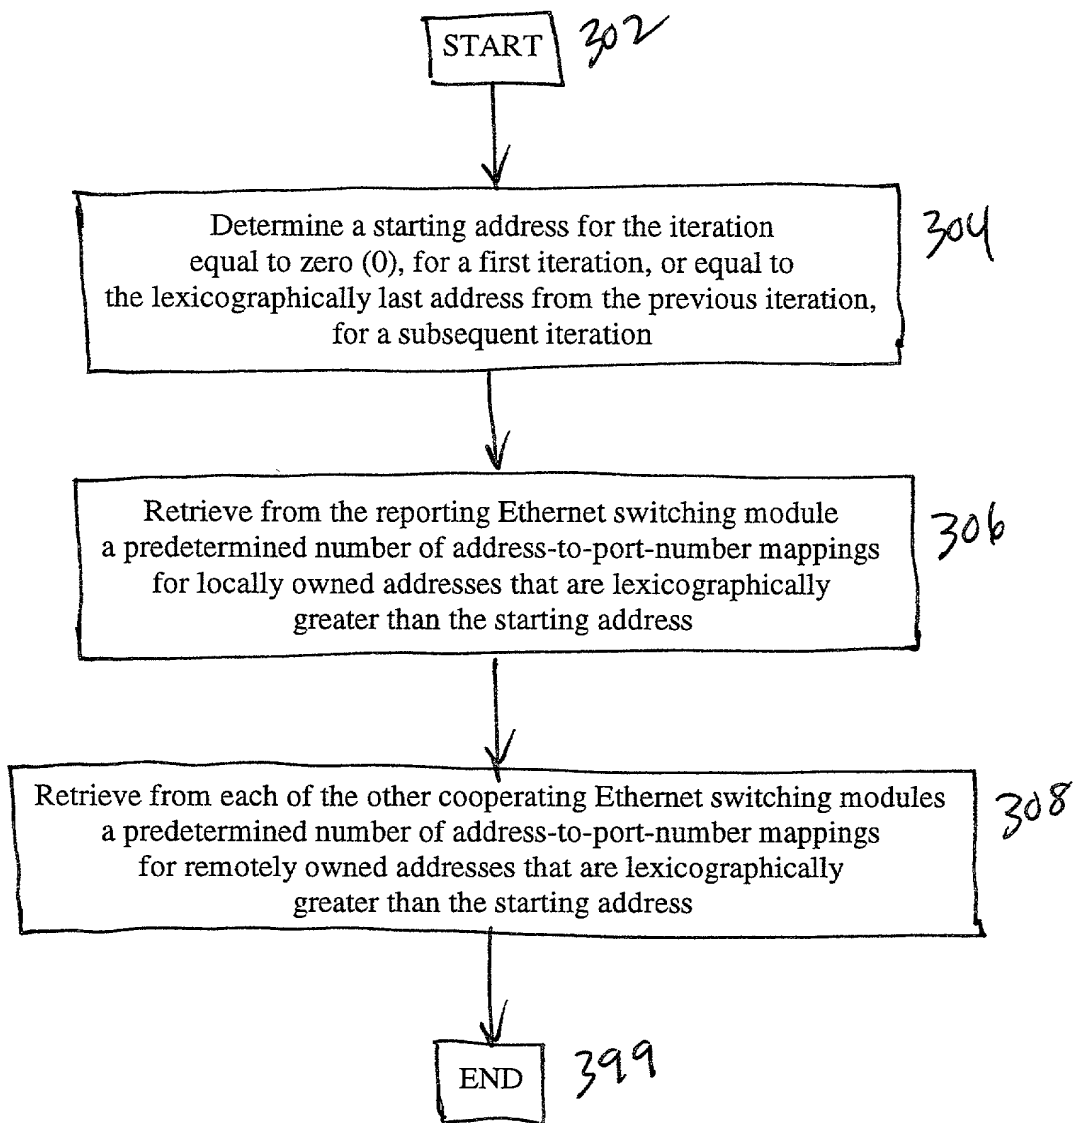 START
302
Determine a starting address for the iteration
equal to zero (0), for a first iteration, or equal to
the lexicographically last address from the previous iteration,
for a subsequent iteration
304
Retrieve from the reporting Ethernet switching module
a predetermined number of address-to-port-number mappings
for locally owned addresses that are lexicographically
greater than the starting address
306
Retrieve from each of the other cooperating Ethernet switching modules
a predetermined number of address-to-port-number mappings
for remotely owned addresses that are lexicographically
greater than the starting address
308
END
399